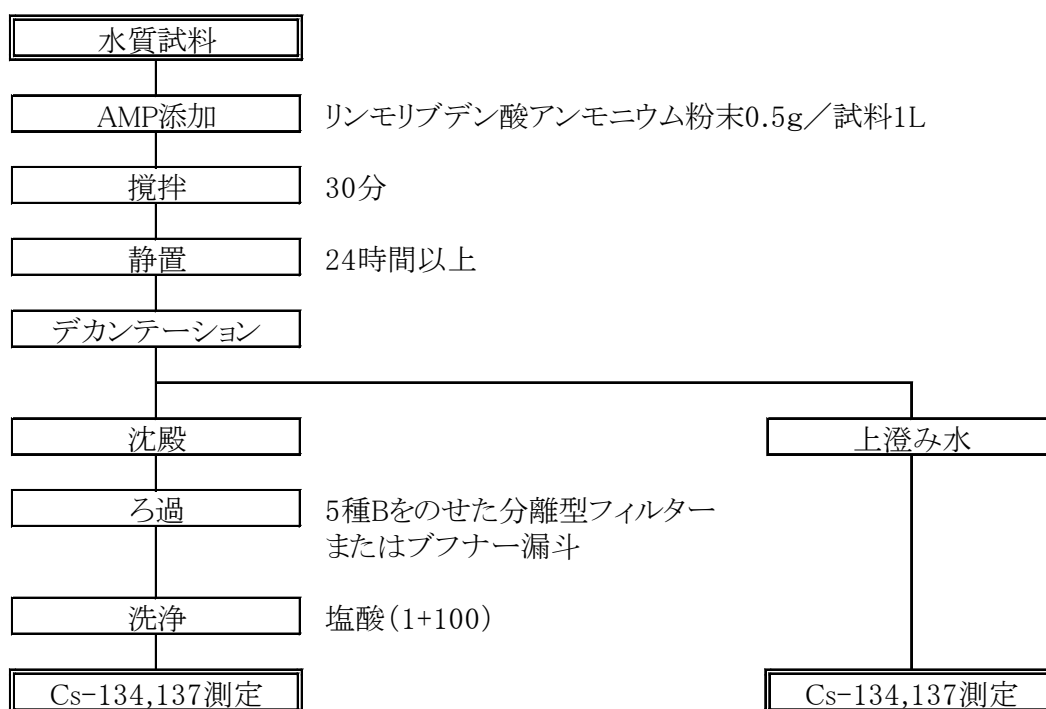 水質試料
AMP添加 リンモリブデン酸アンモニウム粉末0.5g／試料1L
撹拌 30分
静置 24時間以上
デカンテーション
沈殿 上澄み水
ろ過 5種Bをのせた分離型フィルター
またはブフナー漏斗
洗浄 塩酸(1+100)
Cs-134,137測定 Cs-134,137測定